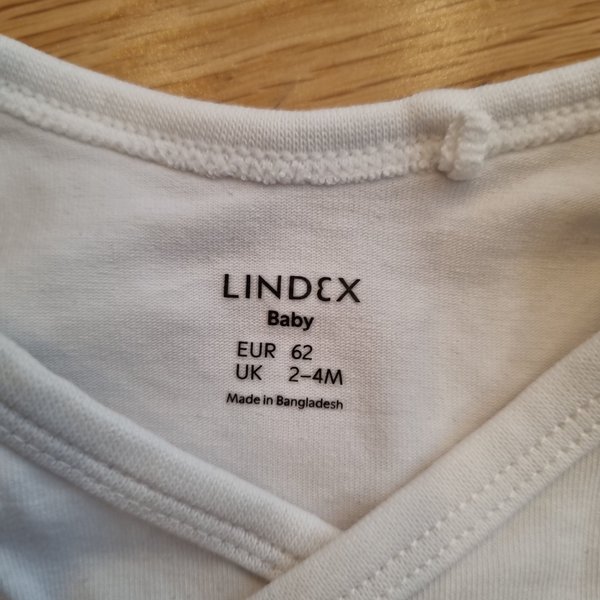 LINDEX
Baby
EUR 62
UK 2–4M
Made in Bangladesh